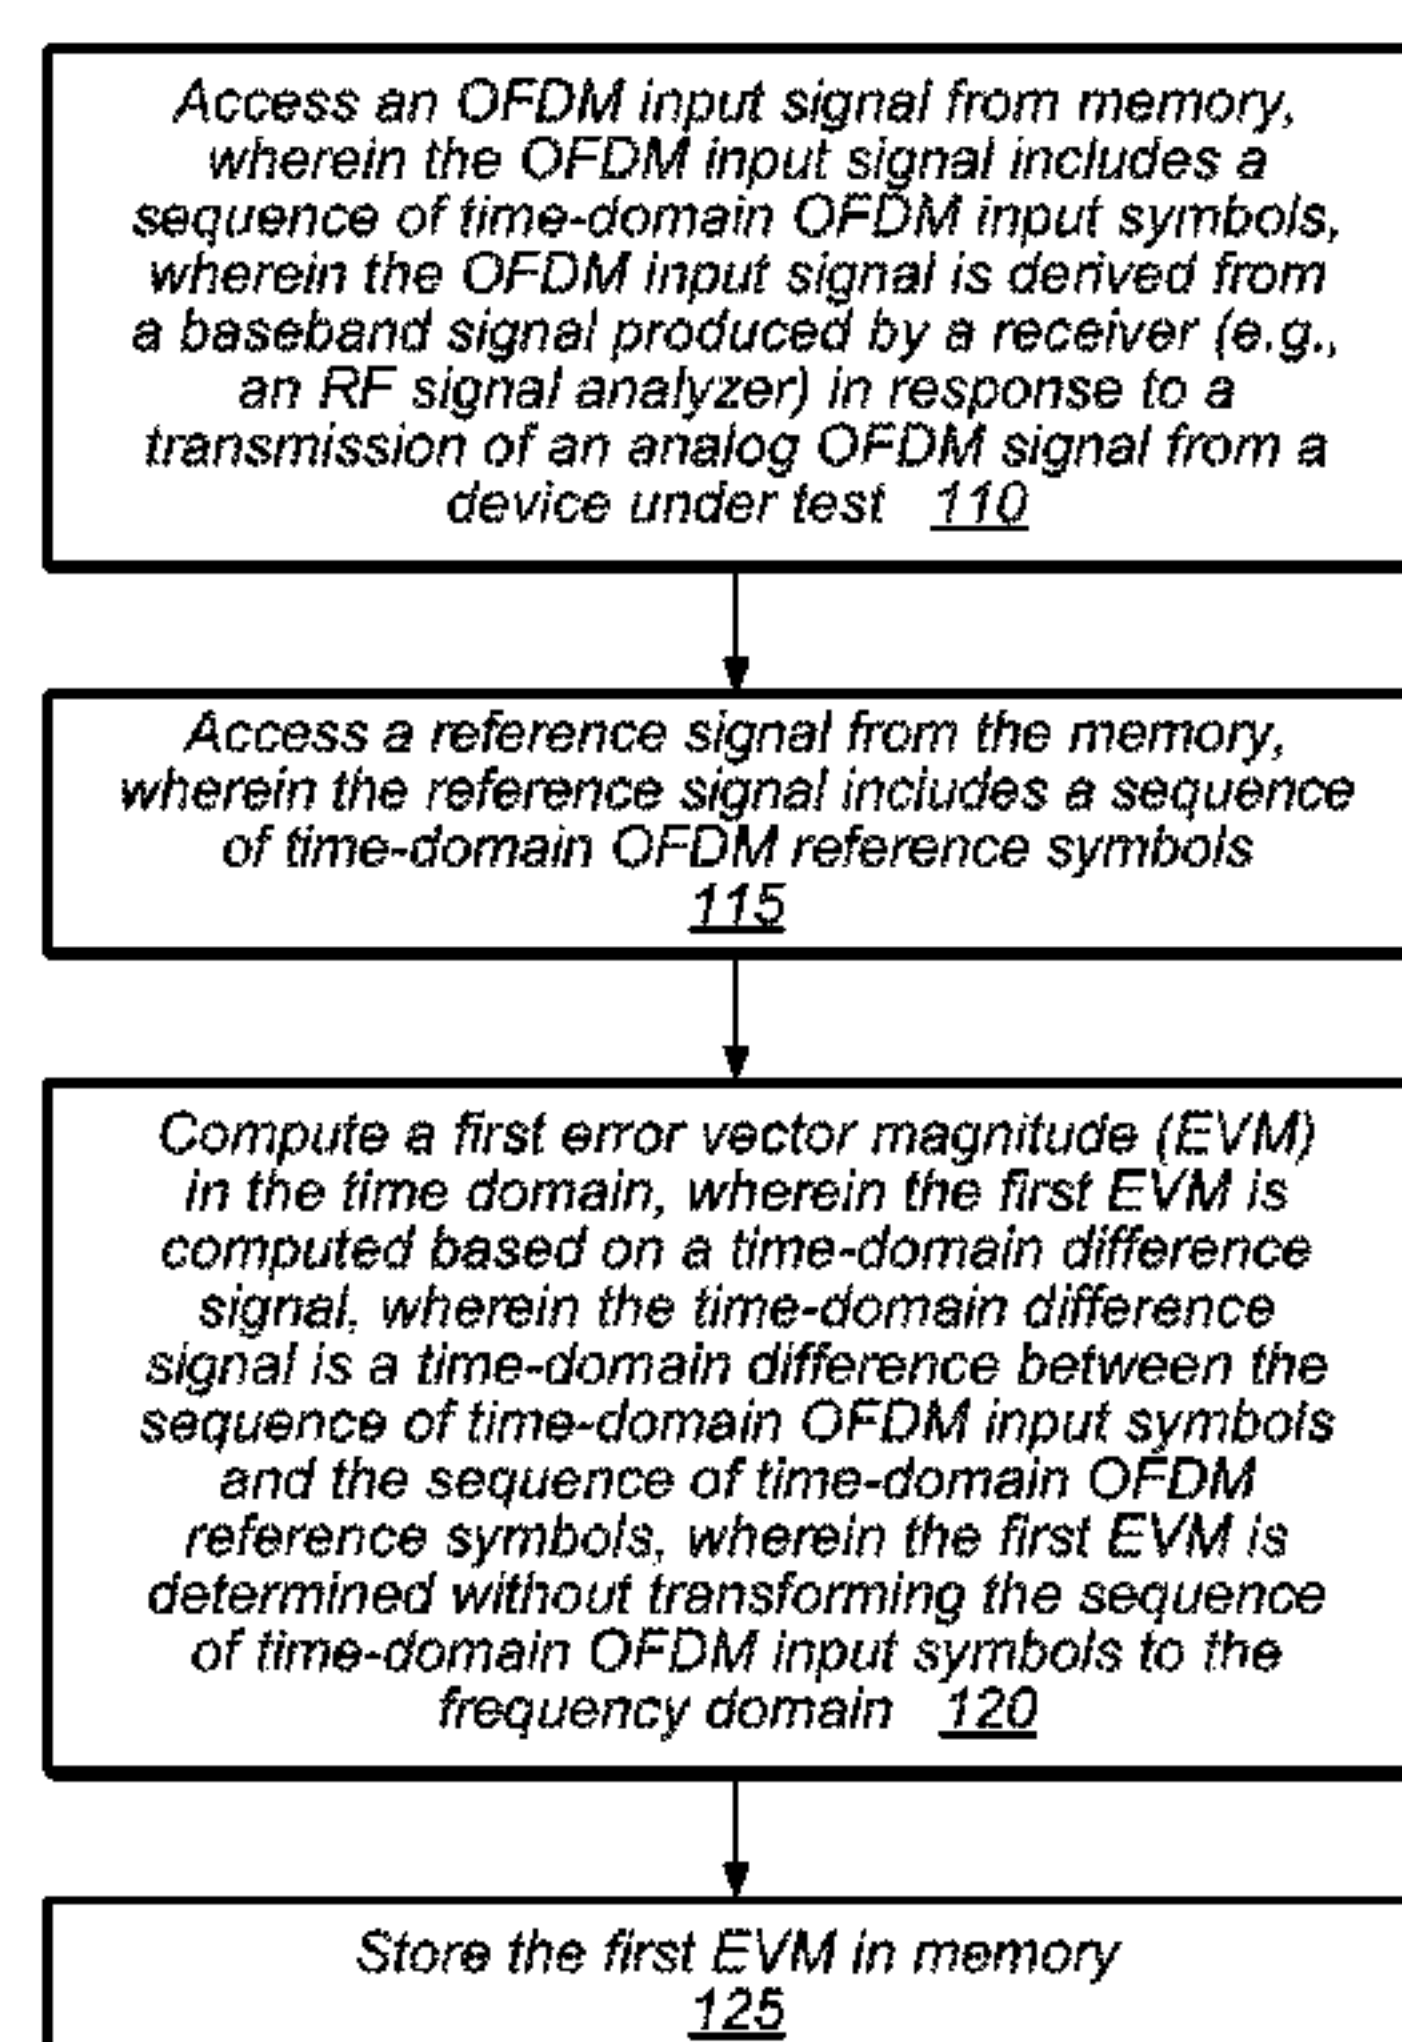 Access an OFDM input signal from memory,
wherein the OFDM input signal includes a
sequence of time-domain OFDM input symbols,
wherein the OFDM input signal is derived from
a baseband signal produced by a receiver (e.g.,
an RF signal analyzer) in response to a
transmission of an analog OFDM signal from a
device under test 110
Access a reference signal from the memory,
wherein the reference signal includes a sequence
of time-domain OFDM reference symbols
115
Compute a first error vector magnitude (EVM)
in the time domain, wherein the first EVM is
computed based on a time-domain difference
signal, wherein the time-domain difference
signal is a time-domain difference between the
sequence of time-domain OFDM input symbols
and the sequence of time-domain OFDM
reference symbols, wherein the first EVM is
determined without transforming the sequence
of time-domain OFDM input symbols to the
frequency domain 120
Store the first EVM in memory
125